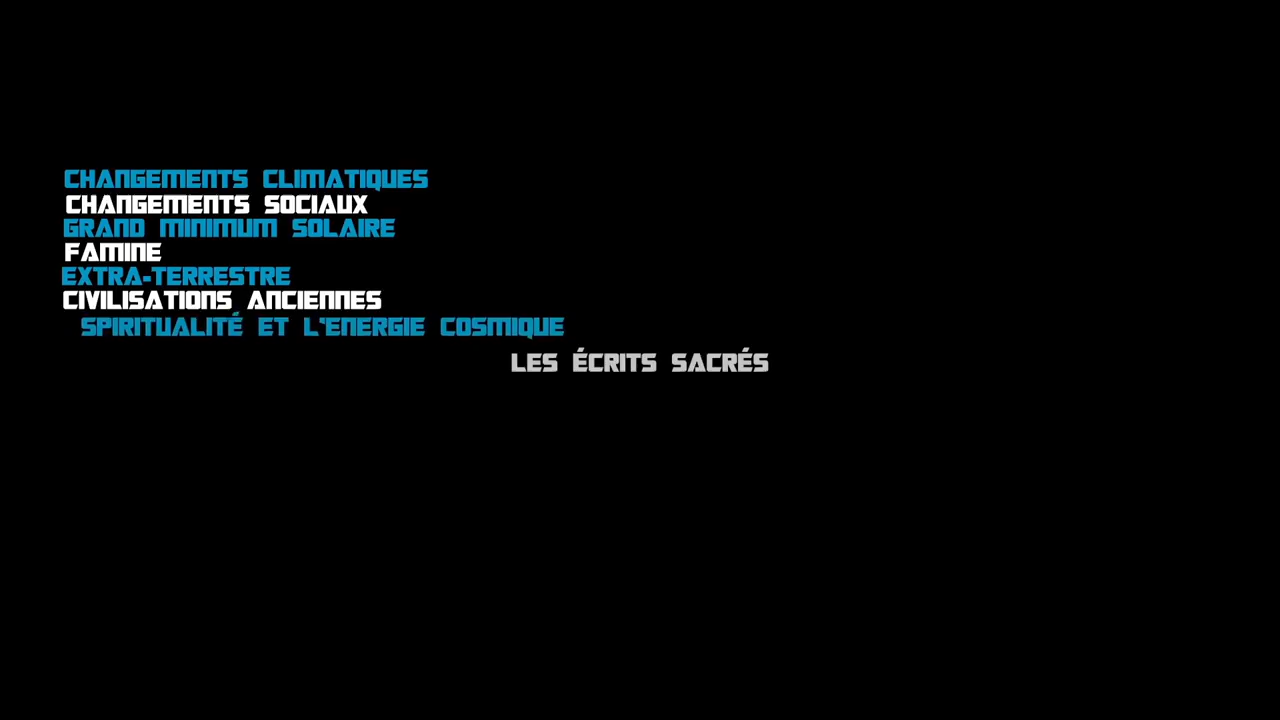 CHANGEMENTS CLIMATIQUES
CHANGEMENTS SOCIAUX
GRAND MINIMUM SOLAIRE
FAMINE
EXTRA-TERRESTRE
CIVILISATIONS ANCIENNES
SPIRITUALITÉ ET L'ENERGIE COSMIQUE
LES ÉCRITS SACRÉS